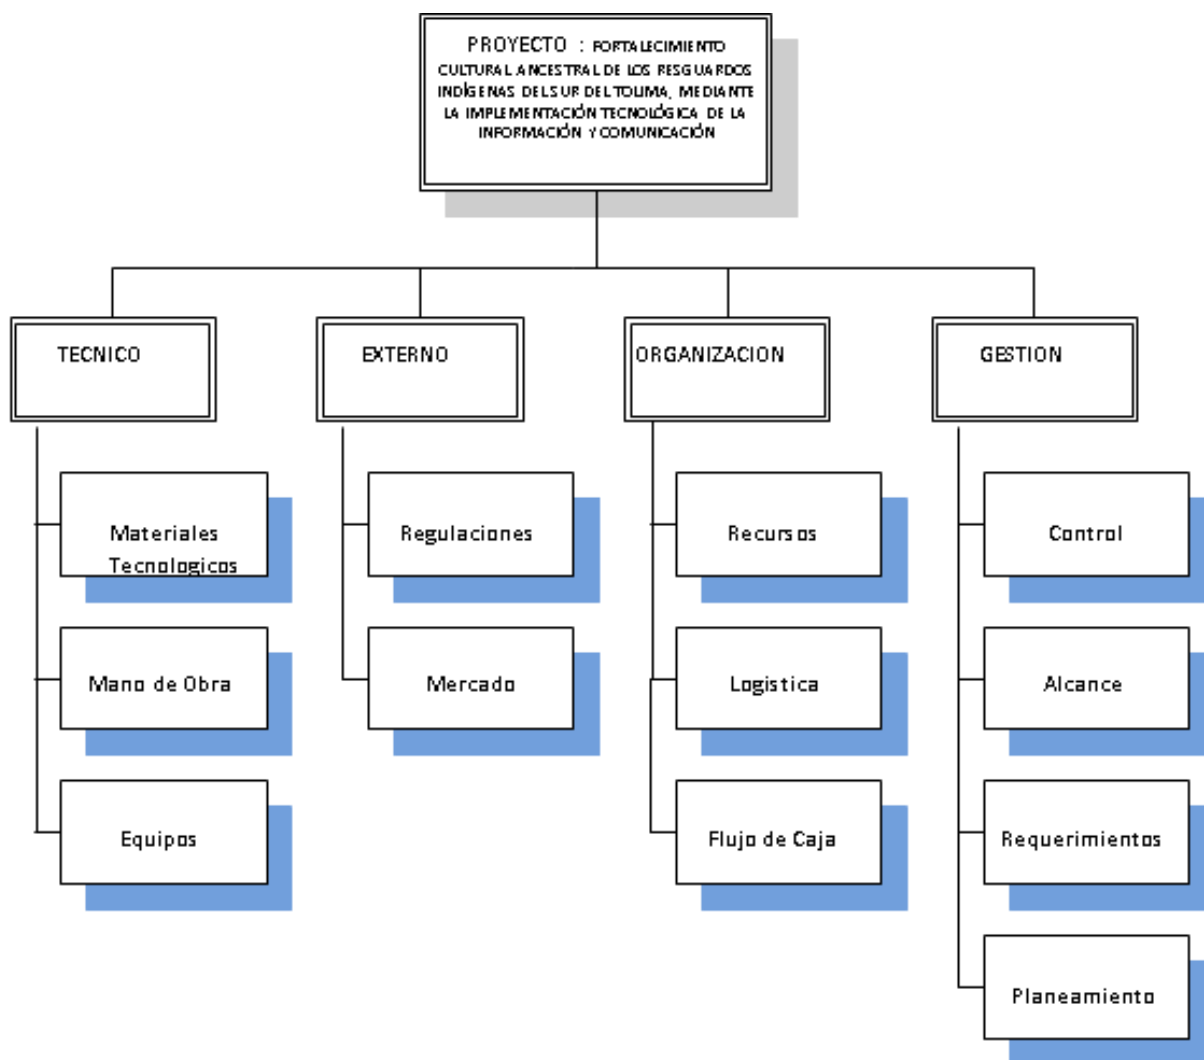 PROYECTO : FORTALECIMIENTO
CULTURAL ANCESTRAL DE LOS RESGUARDOS
INDÍGENAS DEL SUR DEL TOLIMA, MEDIANTE
LA IMPLEMENTACIÓN TECNOLÓGICA DE LA
INFORMACIÓN Y COMUNICACIÓN
TECNICO
EXTERNO
ORGANIZACION
GESTION
Materiales
Tecnologicos
Regulaciones
Recursos
Control
Mano de Obra
Mercado
Logistica
Alcance
Equipos
Flujo de Caja
Requerimientos
Planeamiento